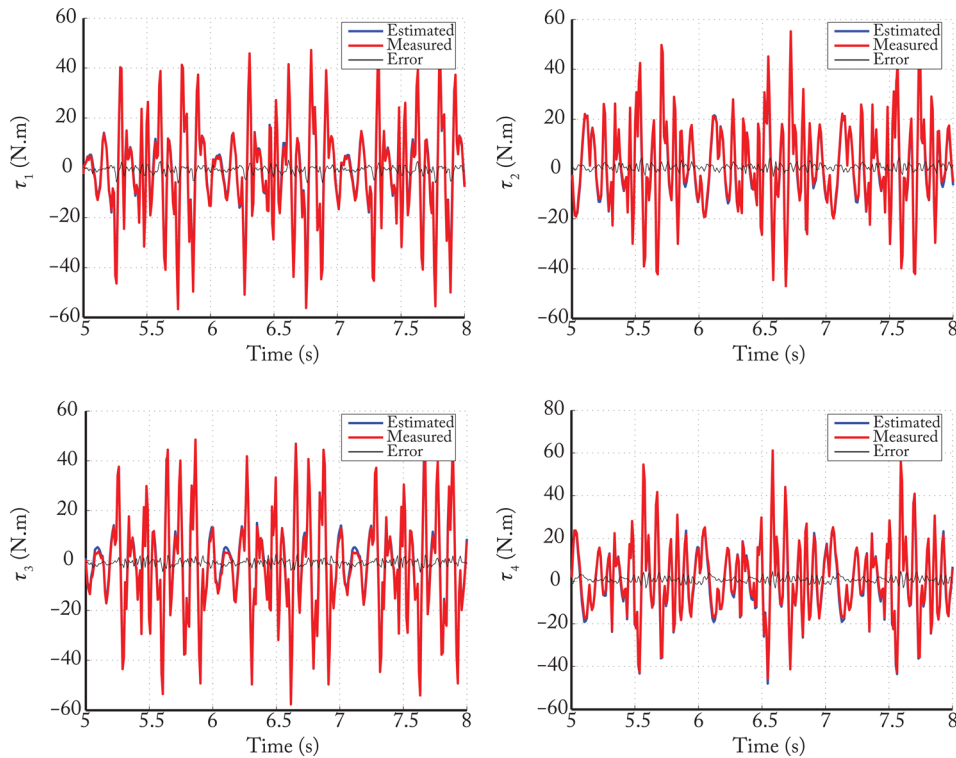 60
40
20
0
−20
−40
−60
τ1 (N.m)
5 5.5 6 6.5 7 7.5 8
Time (s)
Estimated
Measured
Error
60
40
20
0
−20
−40
−60
τ2 (N.m)
5 5.5 6 6.5 7 7.5 8
Time (s)
Estimated
Measured
Error
60
40
20
0
−20
−40
−60
τ3 (N.m)
5 5.5 6 6.5 7 7.5 8
Time (s)
Estimated
Measured
Error
80
60
40
20
0
−20
−40
−60
τ4 (N.m)
5 5.5 6 6.5 7 7.5 8
Time (s)
Estimated
Measured
Error